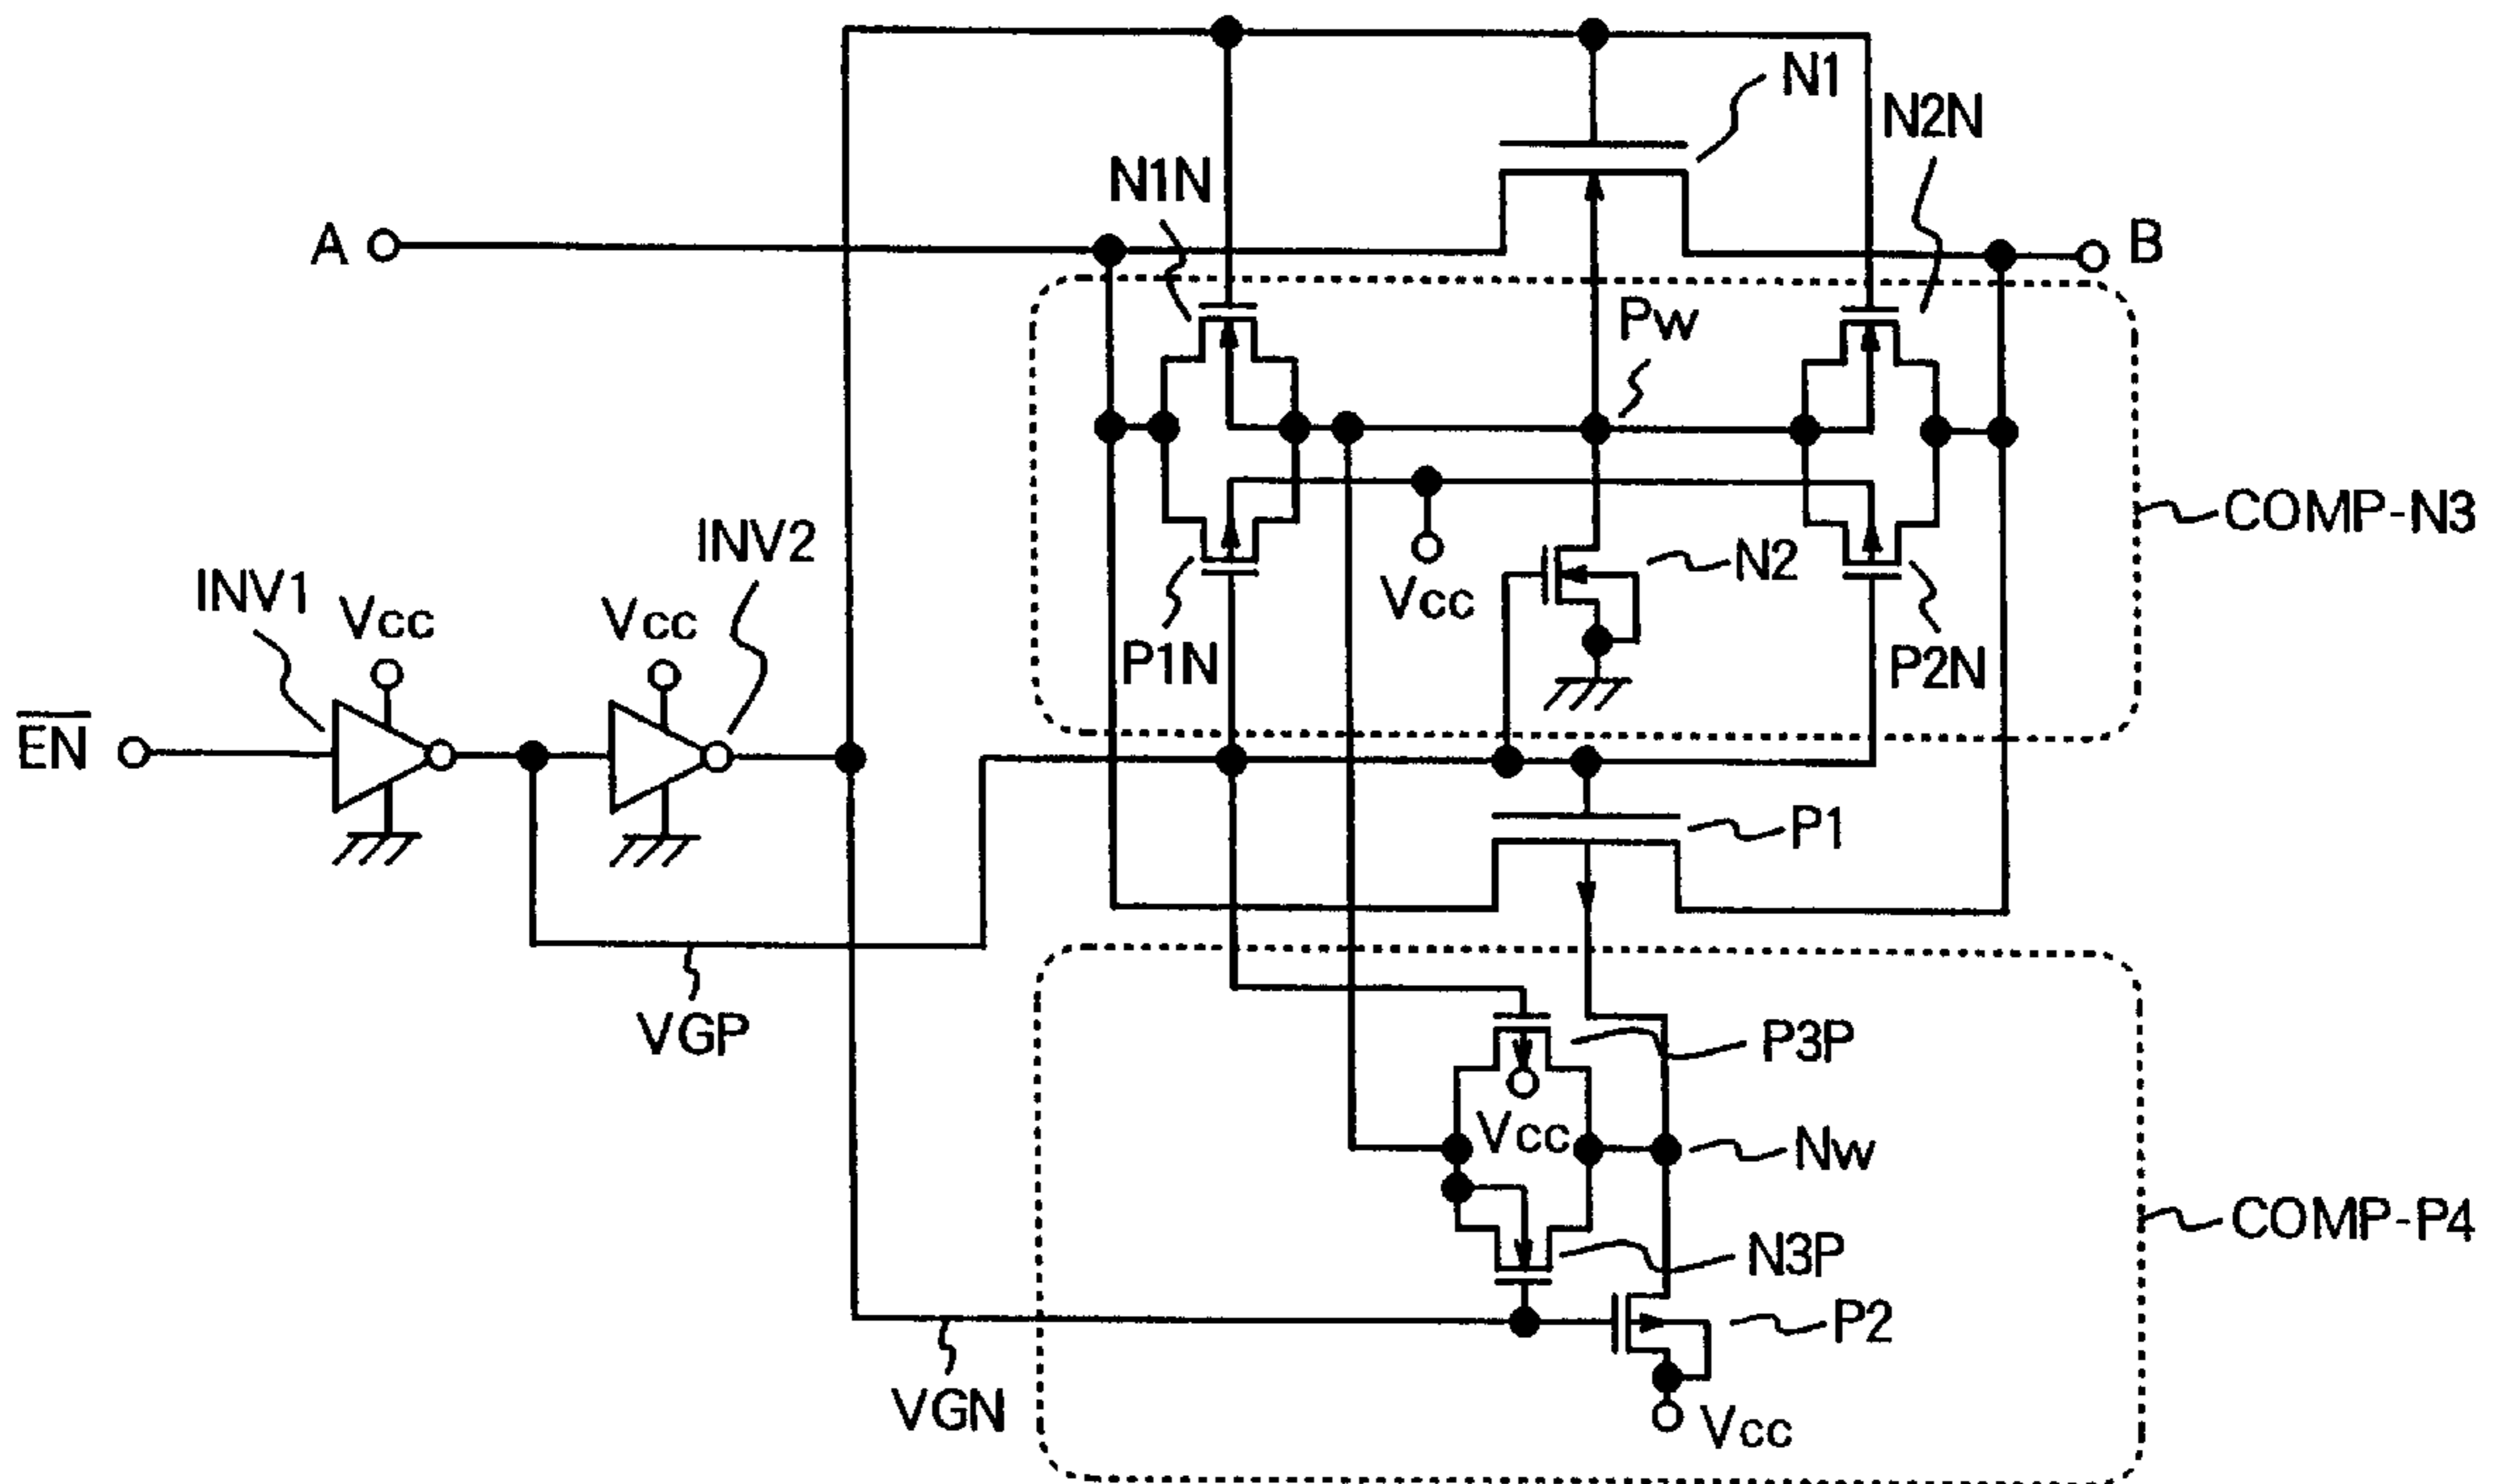 N1
N2N
N1N
A
B
Pw
COMP-N3
INV2
INV1
Vcc
Vcc
Vcc
N2
P1N
P2N
EN
P1
VGP
P3P
Vcc
Nw
COMP-P4
N3P
P2
VGN
Vcc